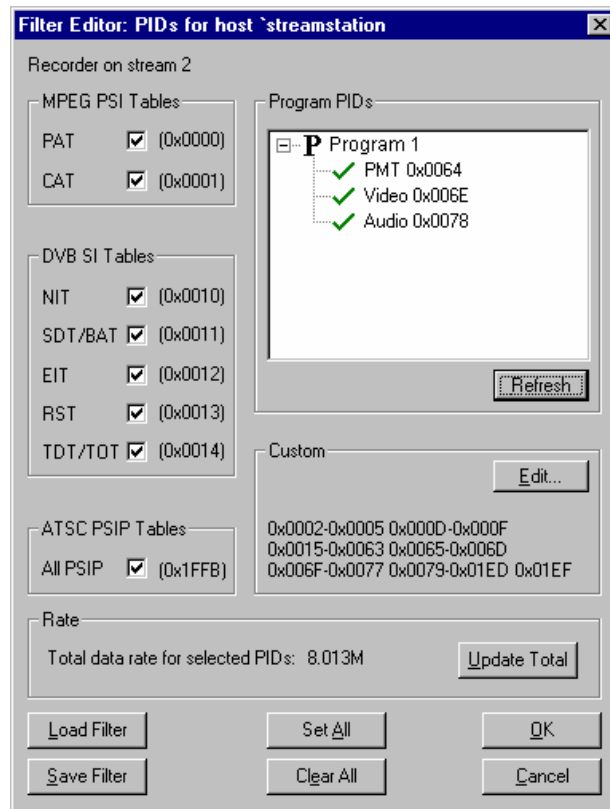 Filter Editor: PIDs for host `streamstation
Recorder on stream 2
MPEG PSI Tables
PAT (0x0000)
CAT (0x0001)
DVB SI Tables
NIT (0x0010)
SDT/BAT (0x0011)
EIT (0x0012)
RST (0x0013)
TDT/TOT (0x0014)
ATSC PSIP Tables
All PSIP (0x1FFB)
Program PIDs
P Program 1
PMT 0x0064
Video 0x006E
Audio 0x0078
Refresh
Custom
Edit...
0x0002-0x0005 0x000D-0x000F
0x0015-0x0063 0x0065-0x006D
0x006F-0x0077 0x0079-0x01ED 0x01EF
Rate
Total data rate for selected PIDs: 8.013M
Update Total
Load Filter
Set All
OK
Save Filter
Clear All
Cancel